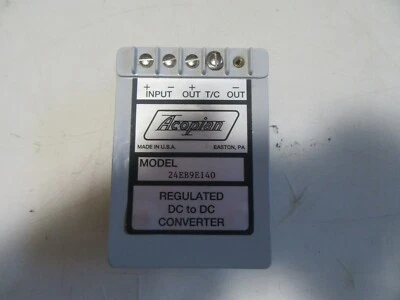 + − + −
INPUT OUT T/C OUT
Acopian
MADE IN U.S.A. EASTON, PA
MODEL
24EB9E140
REGULATED
DC to DC
CONVERTER